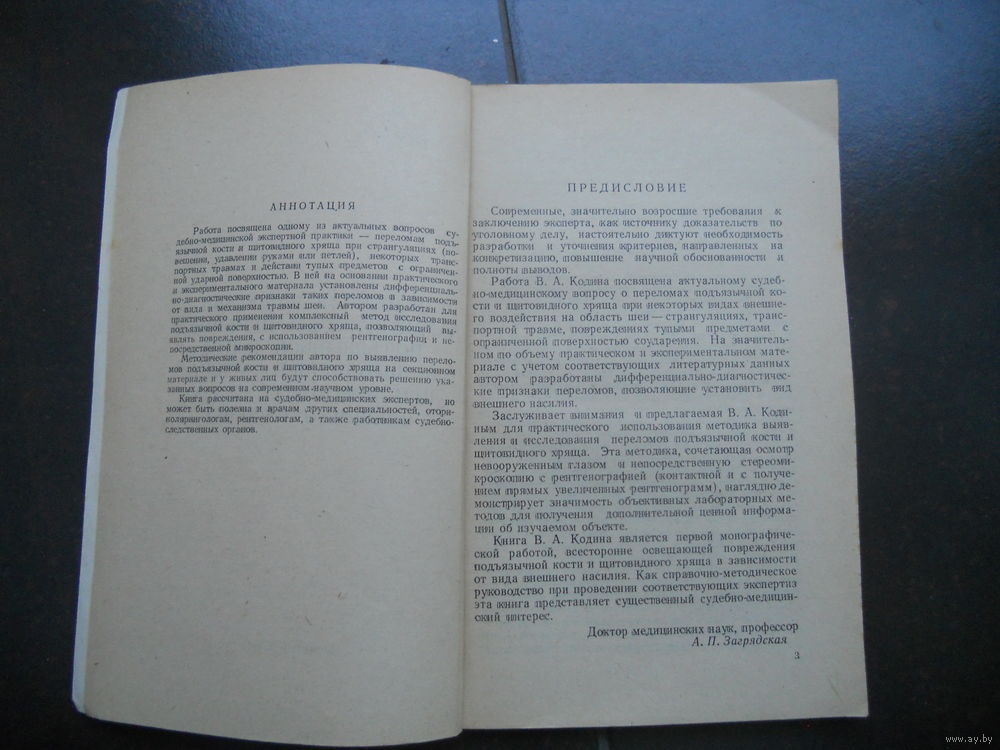 АННОТАЦИЯ
Работа посвящена одному из актуальных вопросов су-
дебно-медицинской экспертной практики — переломам подъ-
язычной кости и щитовидного хряща при странгуляциях (по-
вешении, удавлении руками или петлей), некоторых транс-
портных травмах и действии тупых предметов с ограничен-
ной ударной поверхностью. В ней на основании практического
и экспериментального материала установлены дифференциаль-
но-диагностические признаки таких переломов в зависимости
от вида и механизма травмы шеи. Автором разработан для
практического применения комплексный метод исследования
подъязычной кости и щитовидного хряща, позволяющий вы-
являть повреждения, с использованием рентгенографии и не-
посредственной микроскопии.
Методические рекомендации автора по выявлению перело-
мов подъязычной кости и щитовидного хряща на секционном
материале и у живых лиц будут способствовать решению ука-
занных вопросов на современном научном уровне.
Книга рассчитана на судебно-медицинских экспертов, но
может быть полезна и врачам других специальностей, отори-
ноларингологам, рентгенологам, а также работникам судебно-
следственных органов.
ПРЕДИСЛОВИЕ
Современные, значительно возросшие требования к
заключению эксперта, как источнику доказательств по
уголовному делу, настоятельно диктуют необходимость
разработки и уточнения критериев, направленных на
конкретизацию, повышение научной обоснованности и
полноты выводов.
Работа В. А. Кодина посвящена актуальному судеб-
но-медицинскому вопросу о переломах подъязычной кос-
ти и щитовидного хряща при некоторых видах внешне-
го воздействия на область шеи — странгуляциях, транс-
портной травме, повреждениях тупыми предметами с
ограниченной поверхностью соударения. На значитель-
ном по объему практическом и экспериментальном мате-
риале с учетом соответствующих литературных данных
автором разработаны дифференциально-диагностичес-
кие признаки переломов, позволяющие установить вид
внешнего насилия.
Заслуживает внимания и предлагаемая В. А. Коди-
ным для практического использования методика выяв-
ления и исследования переломов подъязычной кости и
щитовидного хряща. Эта методика, сочетающая осмотр
невооруженным глазом и непосредственную стереоми-
кроскопию с рентгенографией (контактной и с получе-
нием прямых увеличенных рентгенограмм), наглядно де-
монстрирует значимость объективных лабораторных ме-
тодов для получения дополнительной ценной информа-
ции об изучаемом объекте.
Книга В. А. Кодина является первой монографиче-
ской работой, всесторонне освещающей повреждения
подъязычной кости и щитовидного хряща в зависимости
от вида внешнего насилия. Как справочно-методическое
руководство при проведении соответствующих экспертиз
эта книга представляет существенный судебно-медицин-
ский интерес.
Доктор медицинских наук, профессор
А. П. Загрядская
3
www.ay.by